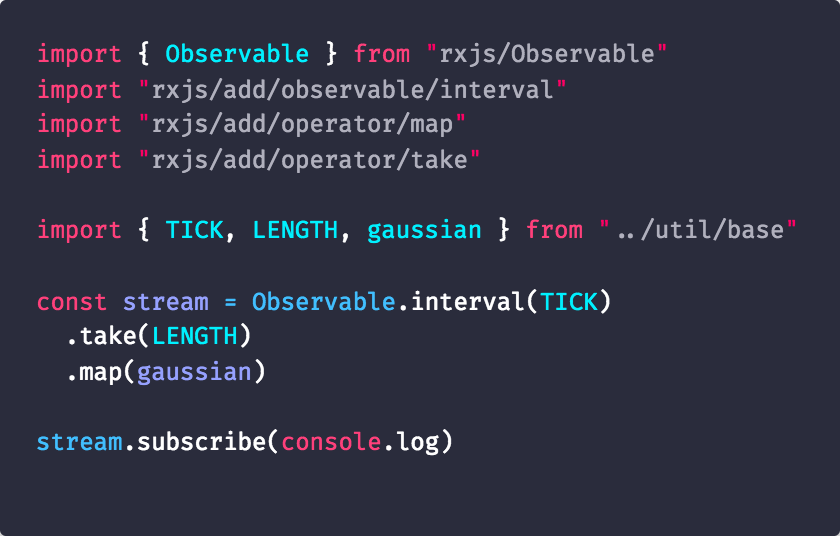 import { Observable } from "rxjs/Observable"
import "rxjs/add/observable/interval"
import "rxjs/add/operator/map"
import "rxjs/add/operator/take"
import { TICK, LENGTH, gaussian } from "../util/base"
const stream = Observable.interval(TICK)
.take(LENGTH)
.map(gaussian)
stream.subscribe(console.log)